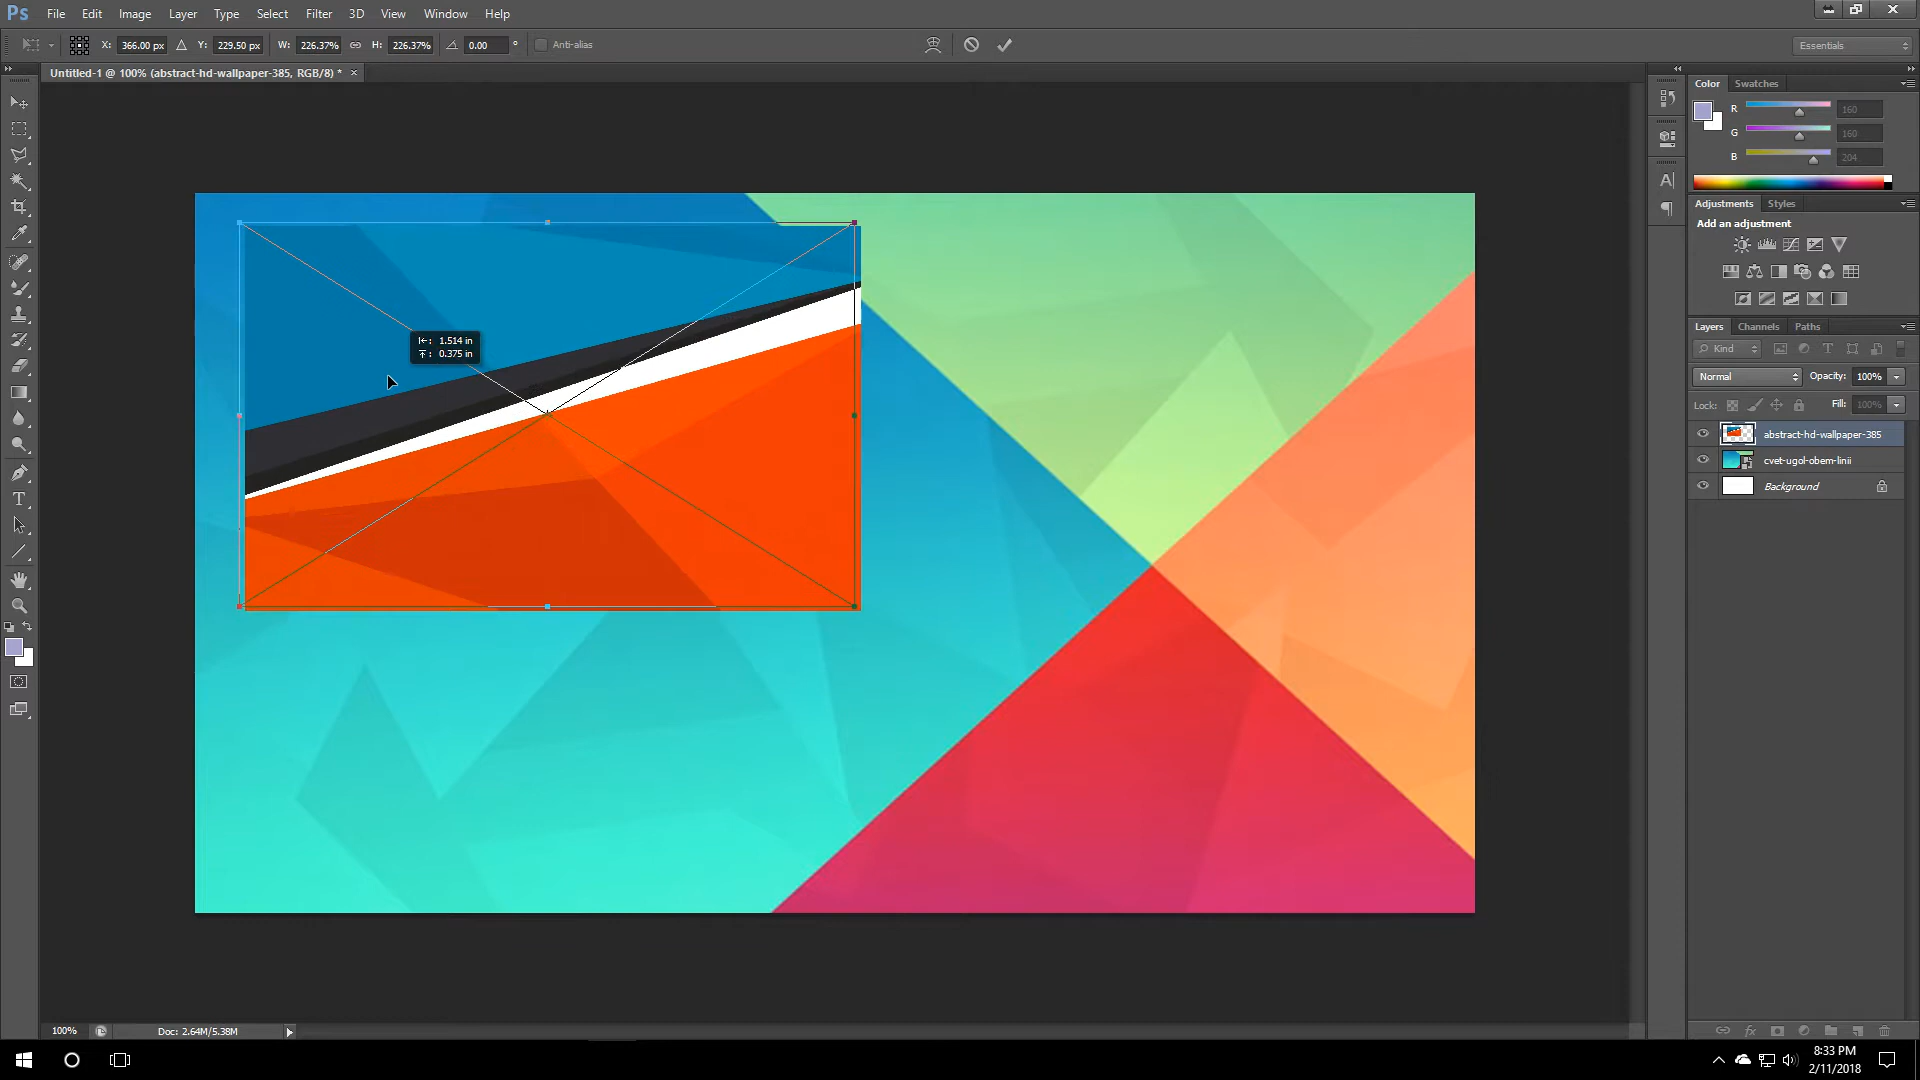 Ps File Edit Image Layer Type Select Filter 3D View Window Help
X: 366.00 px Y: 229.50 px W: 226.37% H: 226.37% 0.00 ° Anti-alias Essentials
Untitled-1 @ 100% (abstract-hd-wallpaper-385, RGB/8) * ×
Color Swatches
R 160
G 160
B 204
Adjustments Styles
Add an adjustment
Layers Channels Paths
Kind
Normal Opacity: 100%
Lock: Fill: 100%
abstract-hd-wallpaper-385
cvet-ugol-obem-linii
Background
1.514 in
0.375 in
100% Doc: 2.64M/5.38M
8:33 PM
2/11/2018